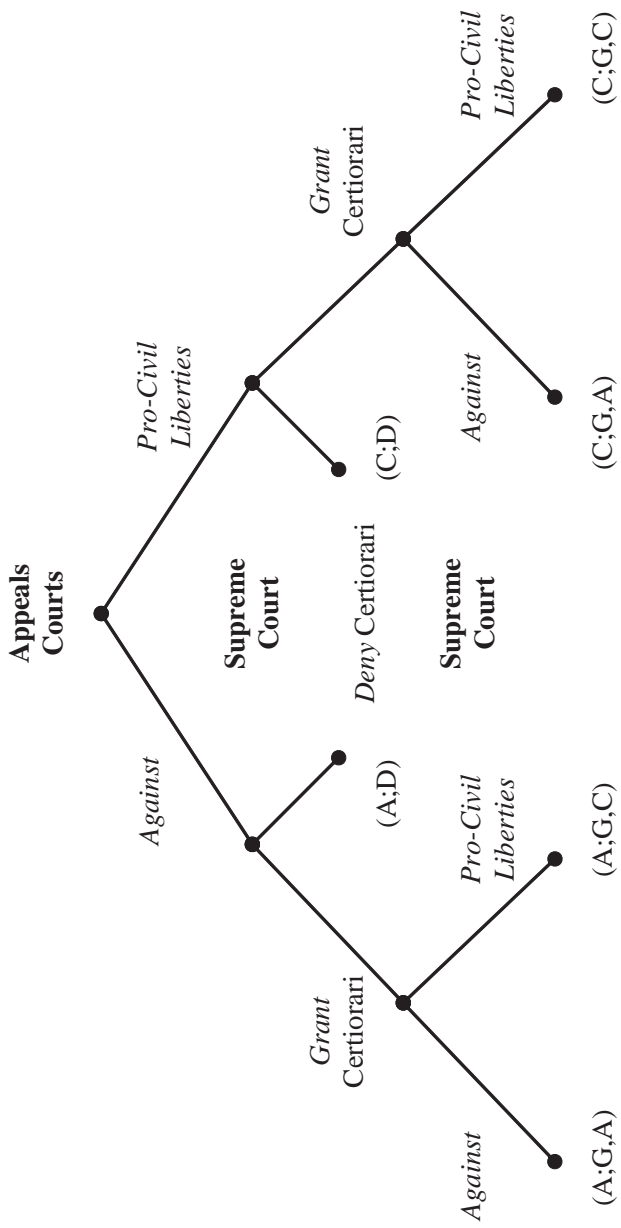 Appeals
Courts
Against
Pro-Civil
Liberties
Supreme
Court
Grant
Certiorari
(A;D)
Deny Certiorari
(C;D)
Grant
Certiorari
Against
Pro-Civil
Liberties
Supreme
Court
Against
Pro-Civil
Liberties
(A;G,A)
(A;G,C)
(C;G,A)
(C;G,C)